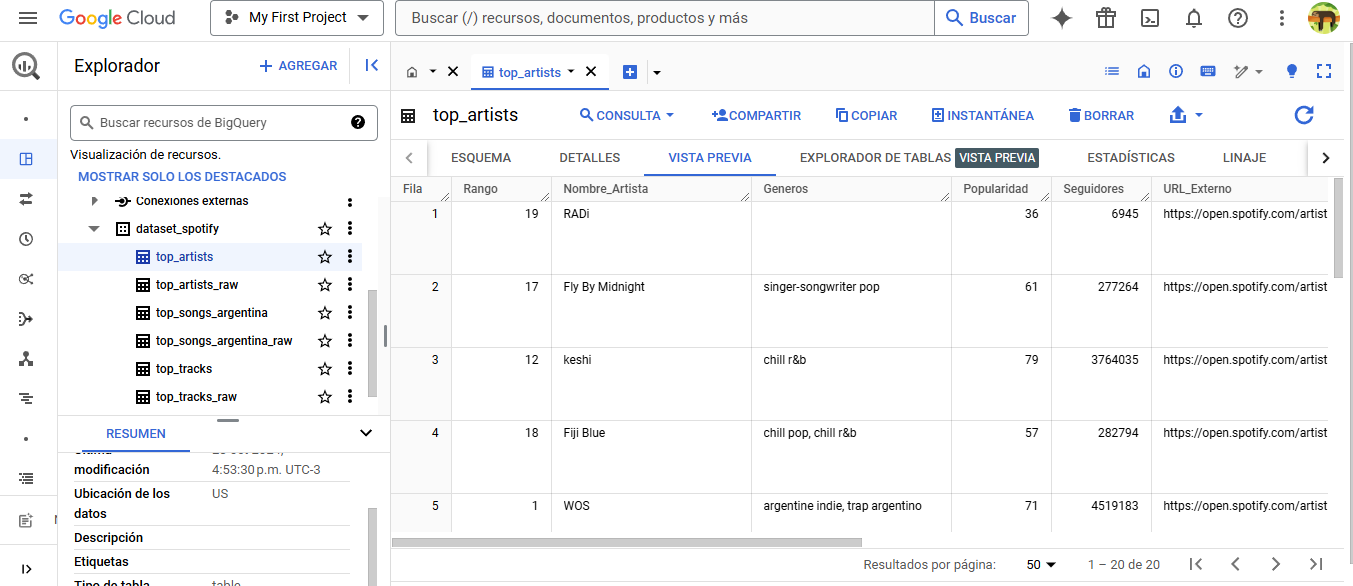 Google Cloud
My First Project
Buscar (/) recursos, documentos, productos y más
Buscar
Explorador
AGREGAR
top_artists
Buscar recursos de BigQuery
Visualización de recursos.
MOSTRAR SOLO LOS DESTACADOS
Conexiones externas
dataset_spotify
top_artists
top_artists_raw
top_songs_argentina
top_songs_argentina_raw
top_tracks
top_tracks_raw
RESUMEN
modificación 4:53:30 p.m. UTC-3
Ubicación de los datos US
Descripción
Etiquetas
Tipo de tabla table
top_artists
CONSULTA
COMPARTIR
COPIAR
INSTANTÁNEA
BORRAR
ESQUEMA DETALLES VISTA PREVIA EXPLORADOR DE TABLAS VISTA PREVIA ESTADÍSTICAS LINAJE
Fila Rango Nombre_Artista Generos Popularidad Seguidores URL_Externo
1 19 RADi 36 6945 https://open.spotify.com/artist
2 17 Fly By Midnight singer-songwriter pop 61 277264 https://open.spotify.com/artist
3 12 keshi chill r&b 79 3764035 https://open.spotify.com/artist
4 18 Fiji Blue chill pop, chill r&b 57 282794 https://open.spotify.com/artist
5 1 WOS argentine indie, trap argentino 71 4519183 https://open.spotify.com/artist
Resultados por página: 50 1 – 20 de 20